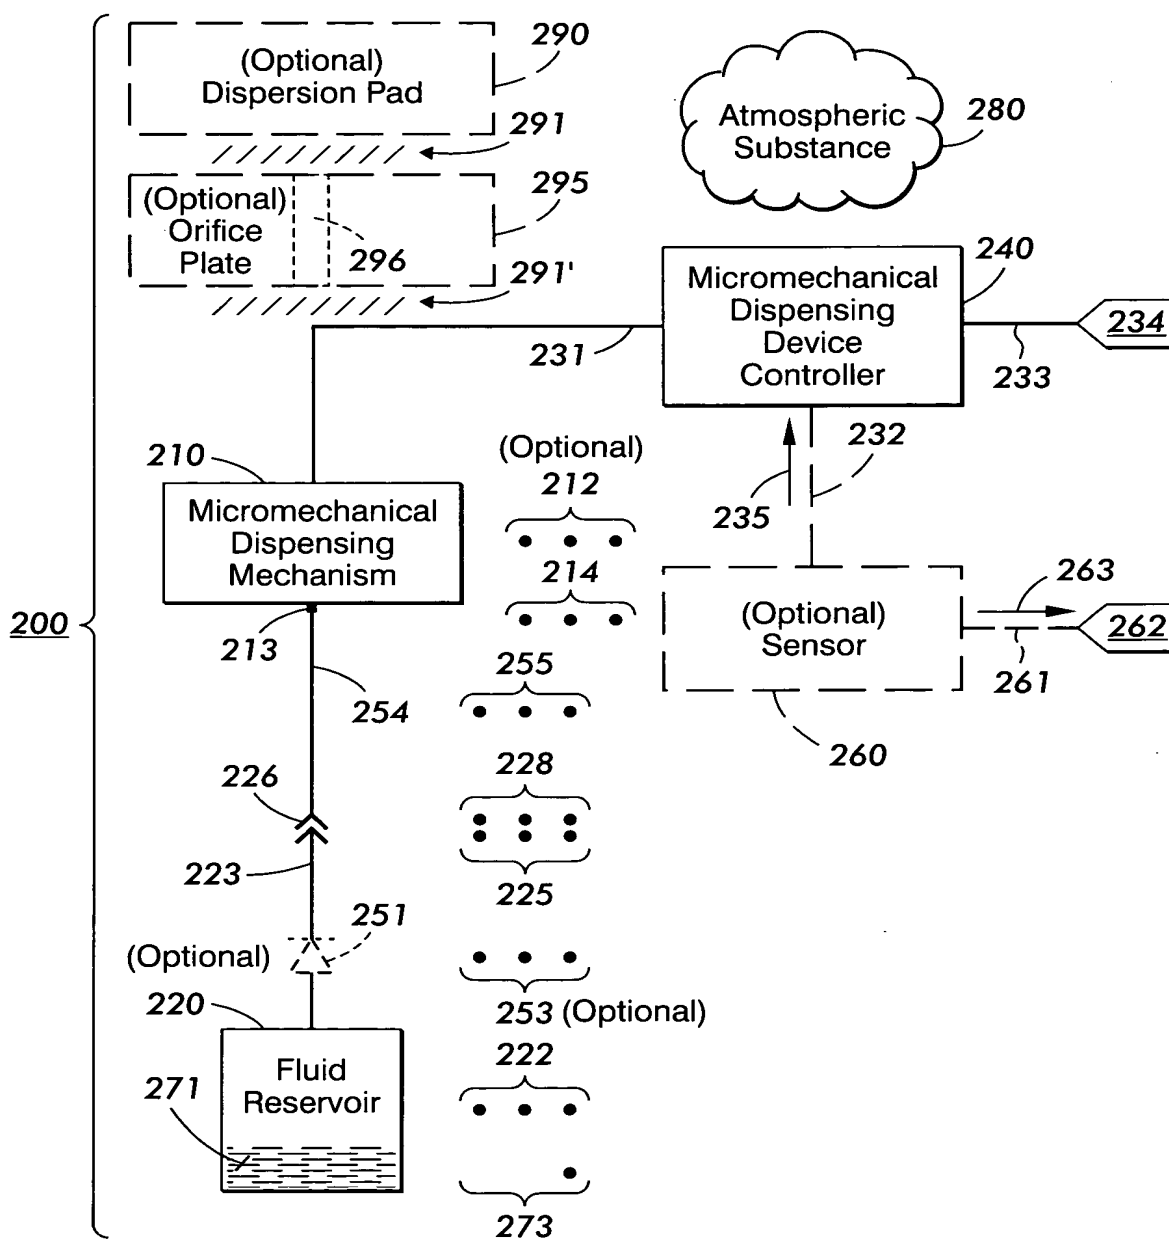 (Optional)
Dispersion Pad
290
291
Atmospheric
Substance
280
(Optional)
Orifice
Plate
296
295
291'
Micromechanical
Dispensing
Device
Controller
240
231
233
234
(Optional)
212
232
235
210
Micromechanical
Dispensing
Mechanism
214
213
(Optional)
Sensor
263
262
261
260
200
254
255
226
228
223
225
(Optional)
251
253 (Optional)
220
222
Fluid
Reservoir
271
273